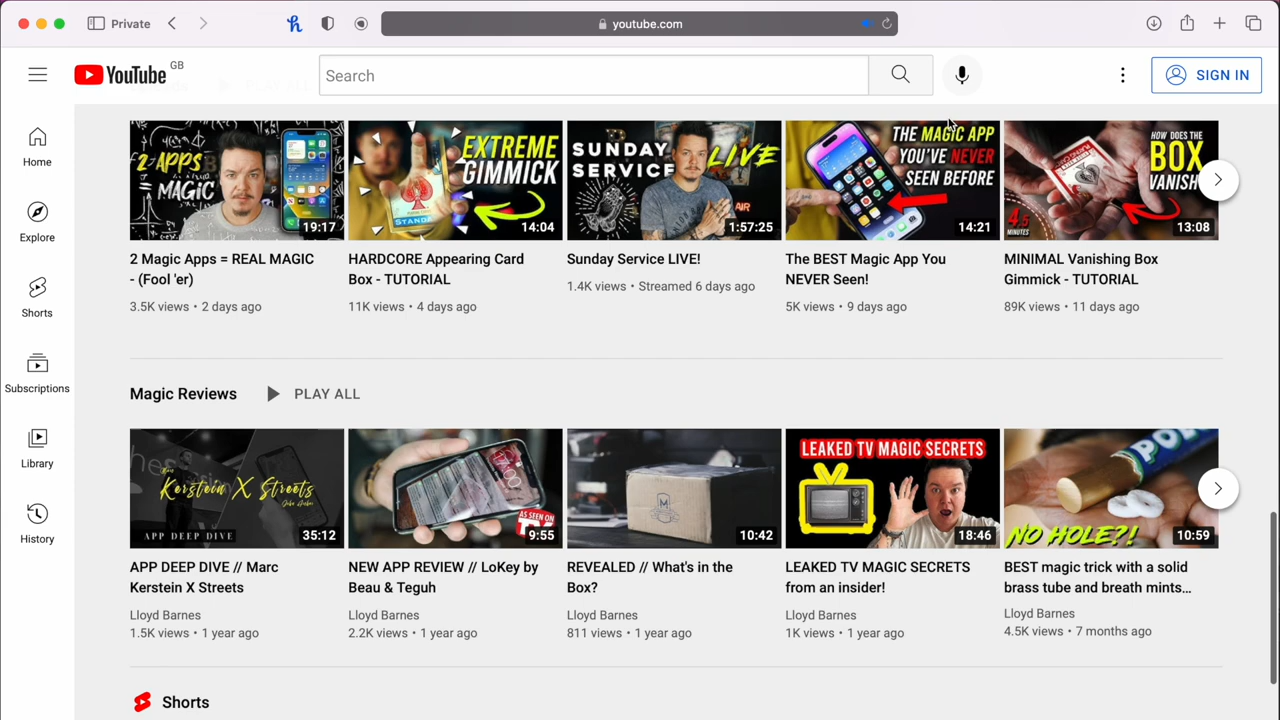 Private
youtube.com
YouTube
GB
Search
SIGN IN
Home
Explore
Shorts
Subscriptions
Library
History
2 APPS
= MAGIC
19:17
EXTREME
GIMMICK
14:04
SUNDAY
SERVICE
LIVE
AIR
1:57:25
THE MAGIC APP
YOU'VE NEVER
SEEN BEFORE
14:21
HOW DOES THE
BOX
VANISH
4.5
MINUTES
13:08
2 Magic Apps = REAL MAGIC
- (Fool 'er)
3.5K views • 2 days ago
HARDCORE Appearing Card
Box - TUTORIAL
11K views • 4 days ago
Sunday Service LIVE!
1.4K views • Streamed 6 days ago
The BEST Magic App You
NEVER Seen!
5K views • 9 days ago
MINIMAL Vanishing Box
Gimmick - TUTORIAL
89K views • 11 days ago
Magic Reviews
PLAY ALL
Kerstein X Streets
APP DEEP DIVE
35:12
AS SEEN ON
TV
9:55
M
10:42
LEAKED TV MAGIC SECRETS
18:46
NO HOLE?!
10:59
APP DEEP DIVE // Marc
Kerstein X Streets
Lloyd Barnes
1.5K views • 1 year ago
NEW APP REVIEW // LoKey by
Beau & Teguh
Lloyd Barnes
2.2K views • 1 year ago
REVEALED // What's in the
Box?
Lloyd Barnes
811 views • 1 year ago
LEAKED TV MAGIC SECRETS
from an insider!
Lloyd Barnes
1K views • 1 year ago
BEST magic trick with a solid
brass tube and breath mints...
Lloyd Barnes
4.5K views • 7 months ago
Shorts